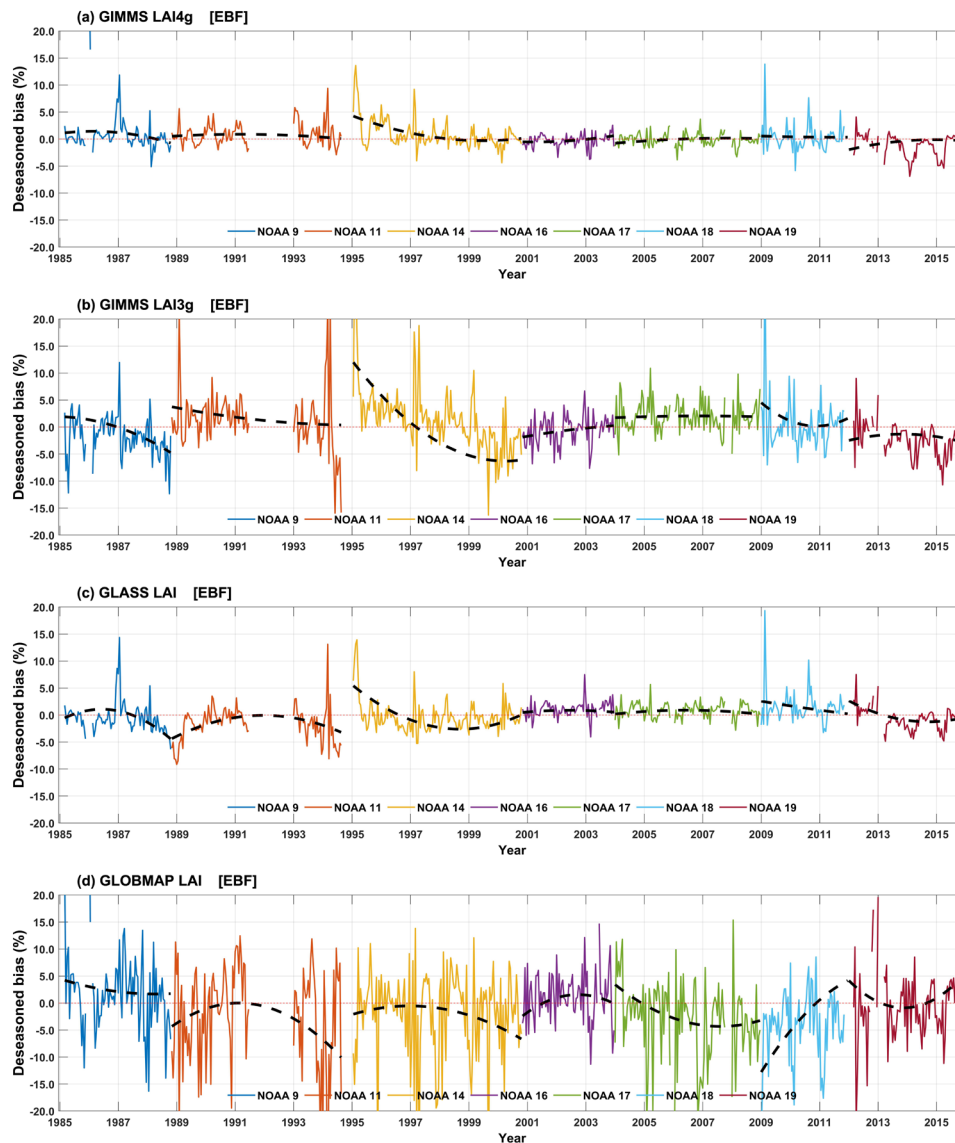 (a) GIMMS LAI4g [EBF]
Deseasoned bias (%)
20.0
15.0
10.0
5.0
0.0
-5.0
-10.0
-15.0
-20.0
NOAA 9 NOAA 11 NOAA 14 NOAA 16 NOAA 17 NOAA 18 NOAA 19
1985 1987 1989 1991 1993 1995 1997 1999 2001 2003 2005 2007 2009 2011 2013 2015
Year
(b) GIMMS LAI3g [EBF]
Deseasoned bias (%)
20.0
15.0
10.0
5.0
0.0
-5.0
-10.0
-15.0
-20.0
NOAA 9 NOAA 11 NOAA 14 NOAA 16 NOAA 17 NOAA 18 NOAA 19
1985 1987 1989 1991 1993 1995 1997 1999 2001 2003 2005 2007 2009 2011 2013 2015
Year
(c) GLASS LAI [EBF]
Deseasoned bias (%)
20.0
15.0
10.0
5.0
0.0
-5.0
-10.0
-15.0
-20.0
NOAA 9 NOAA 11 NOAA 14 NOAA 16 NOAA 17 NOAA 18 NOAA 19
1985 1987 1989 1991 1993 1995 1997 1999 2001 2003 2005 2007 2009 2011 2013 2015
Year
(d) GLOBMAP LAI [EBF]
Deseasoned bias (%)
20.0
15.0
10.0
5.0
0.0
-5.0
-10.0
-15.0
-20.0
NOAA 9 NOAA 11 NOAA 14 NOAA 16 NOAA 17 NOAA 18 NOAA 19
1985 1987 1989 1991 1993 1995 1997 1999 2001 2003 2005 2007 2009 2011 2013 2015
Year